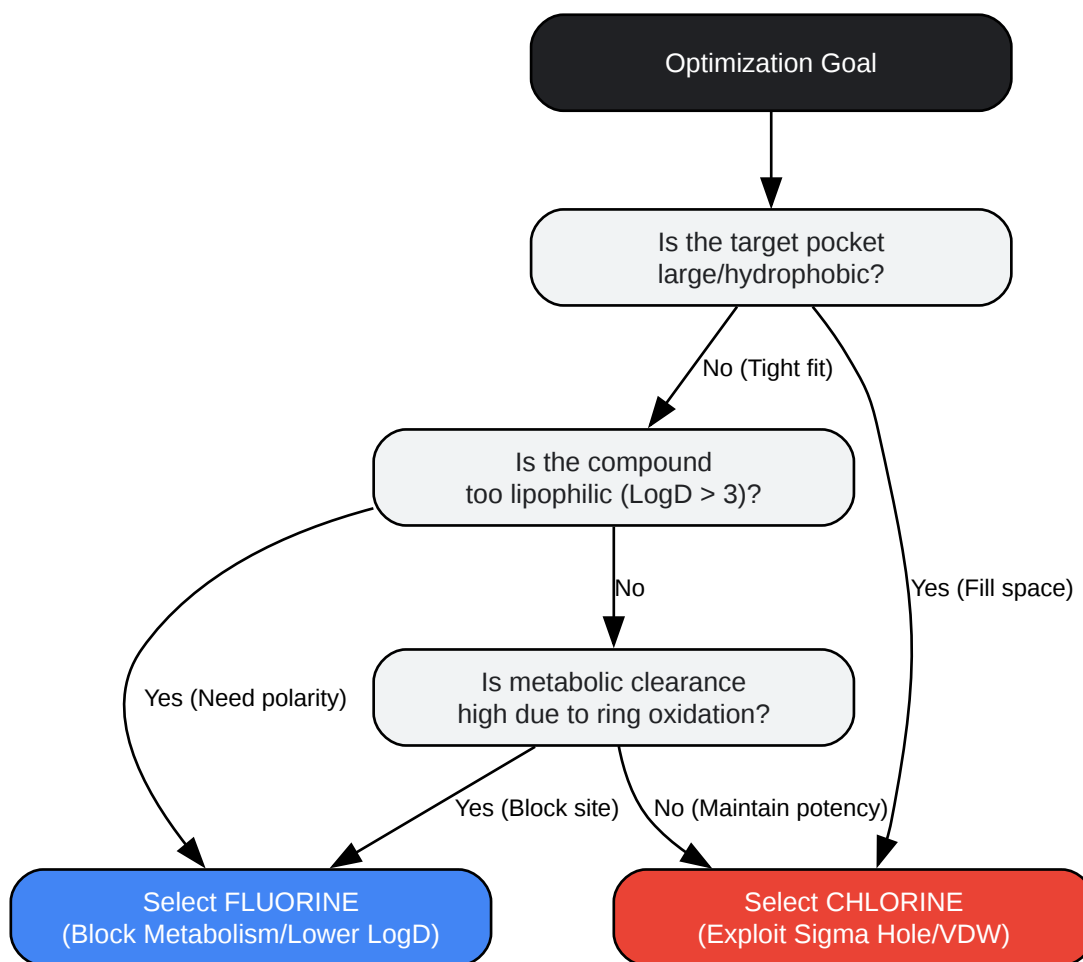 Optimization Goal
Is the target pocket
large/hydrophobic?
No (Tight fit)
Is the compound
too lipophilic (LogD > 3)?
No
Yes (Fill space)
Is metabolic clearance
high due to ring oxidation?
Yes (Need polarity)
Yes (Block site)
No (Maintain potency)
Select FLUORINE
(Block Metabolism/Lower LogD)
Select CHLORINE
(Exploit Sigma Hole/VDW)